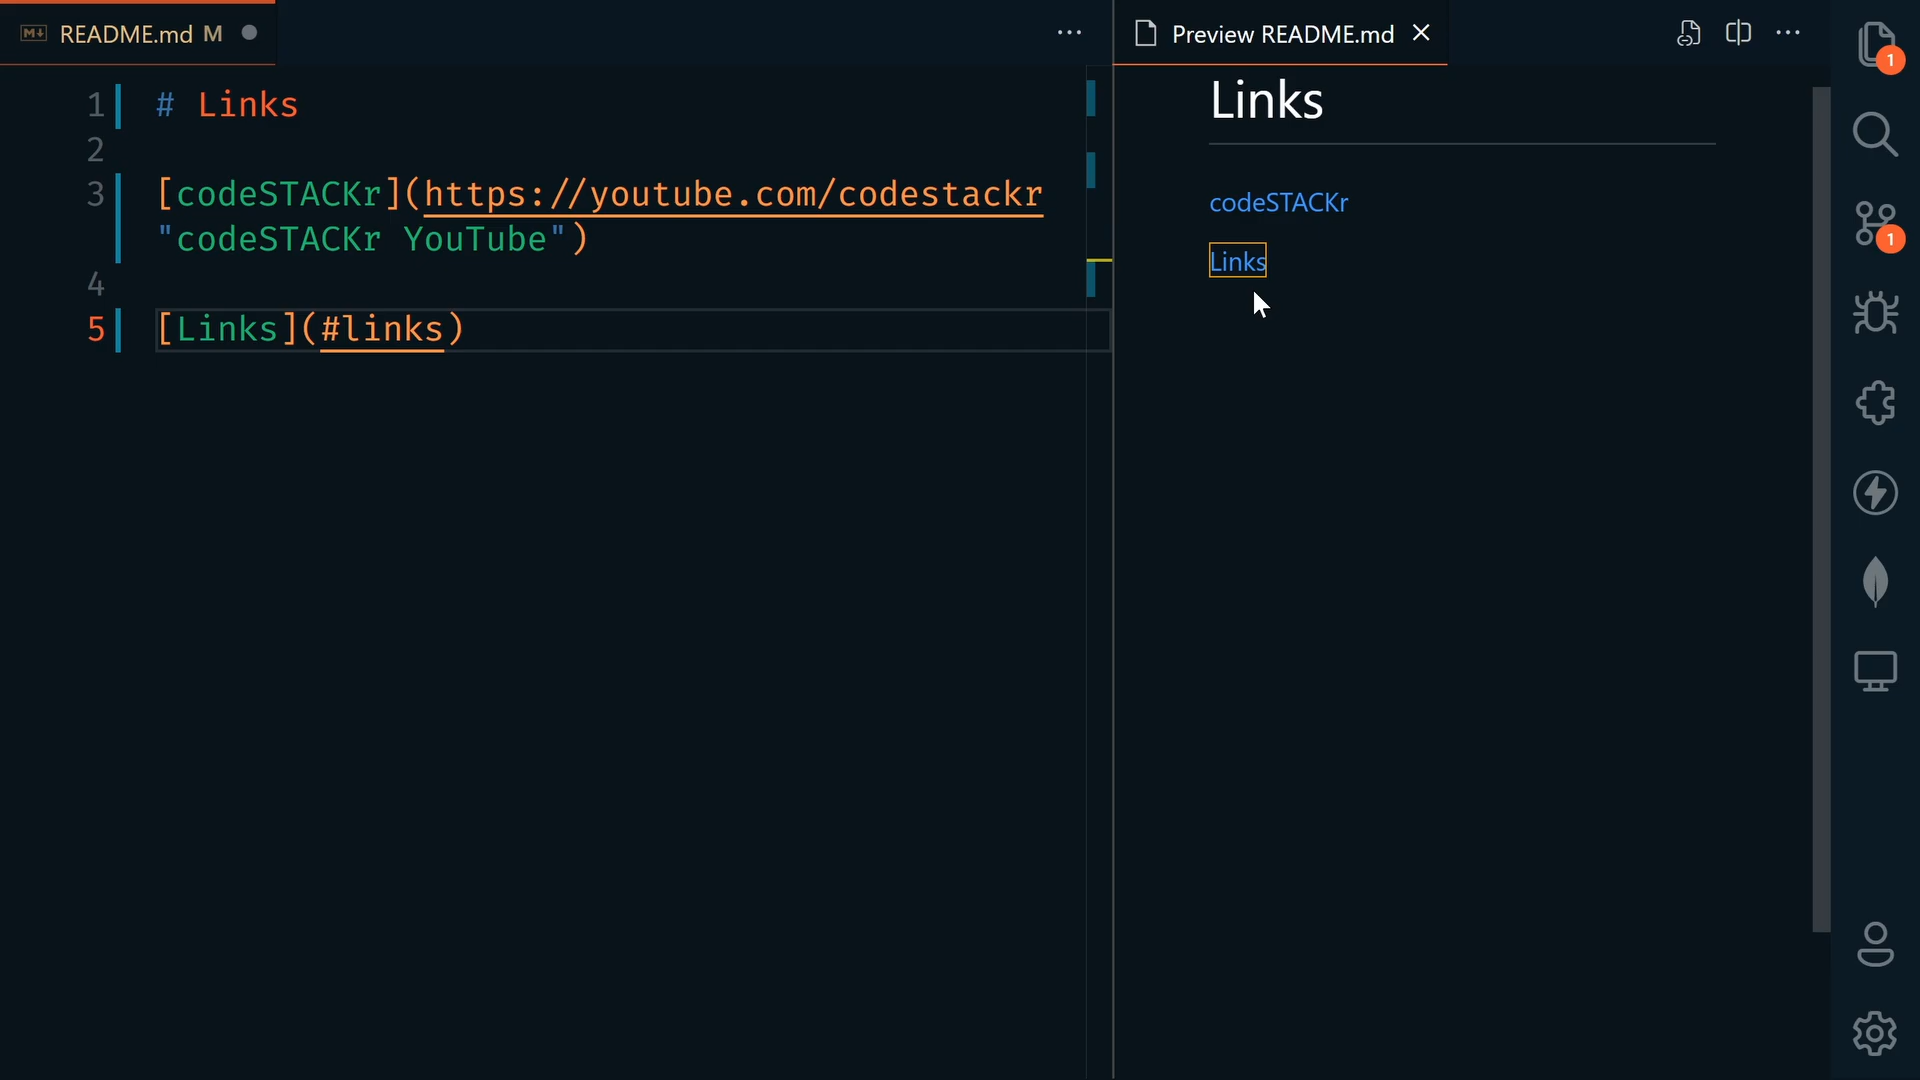 README.md M
Preview README.md
1 # Links
2
3 [codeSTACKr](https://youtube.com/codestackr
"codeSTACKr YouTube")
4
5 [Links](#links)
Links
codeSTACKr
Links
1
1